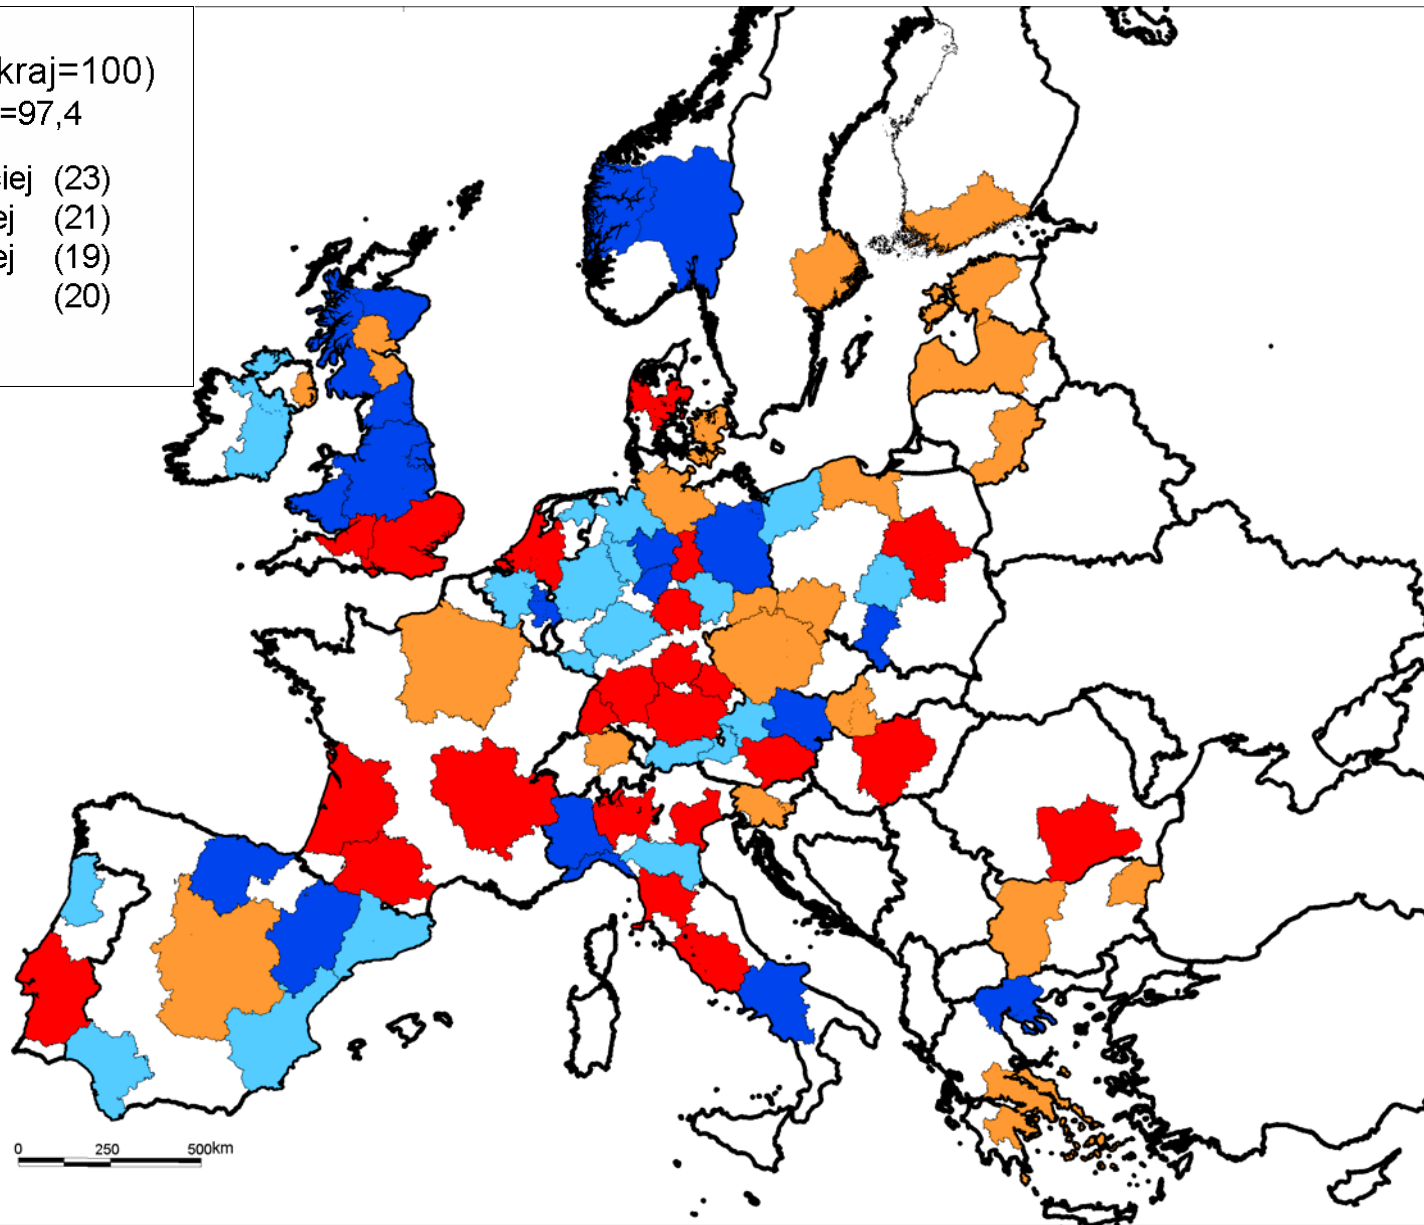 kraj=100)
=97,4
iej (23)
ej (21)
ej (19)
(20)
0 250 500km